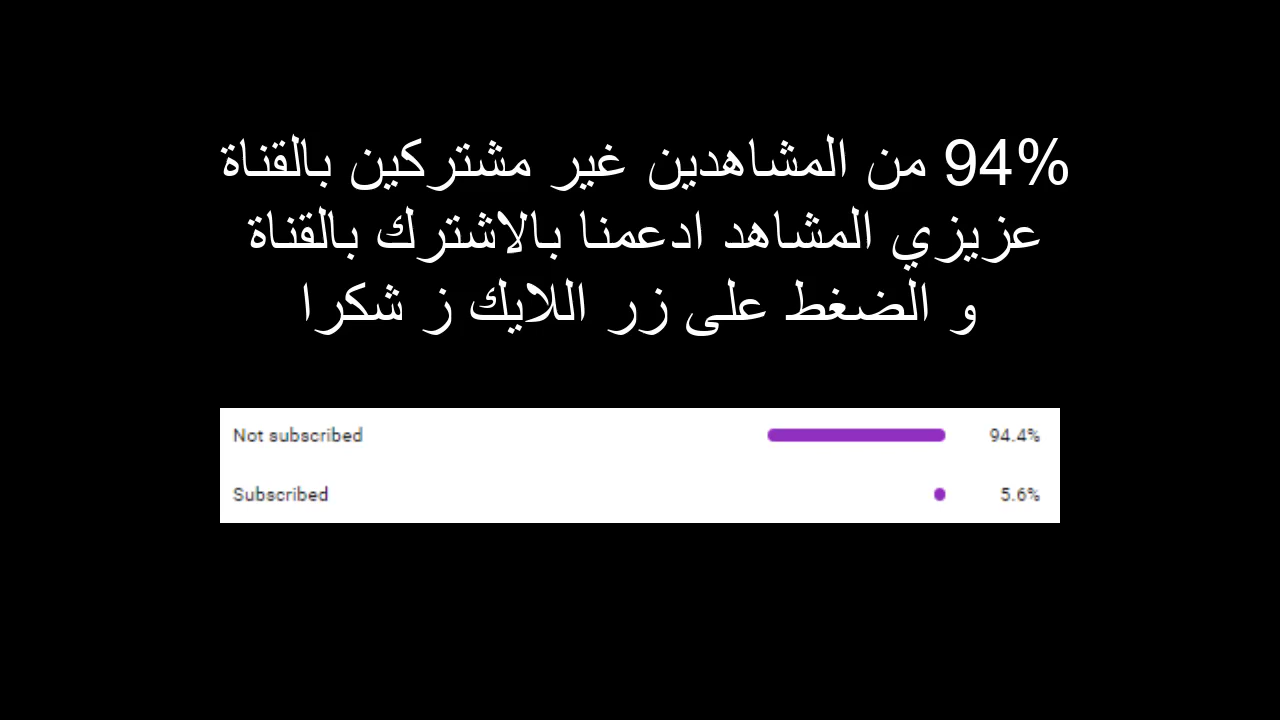 94% من المشاهدين غير مشتركين بالقناة
عزيزي المشاهد ادعمنا بالاشترك بالقناة
و الضغط على زر اللايك ز شكرا
Not subscribed 94.4%
Subscribed 5.6%